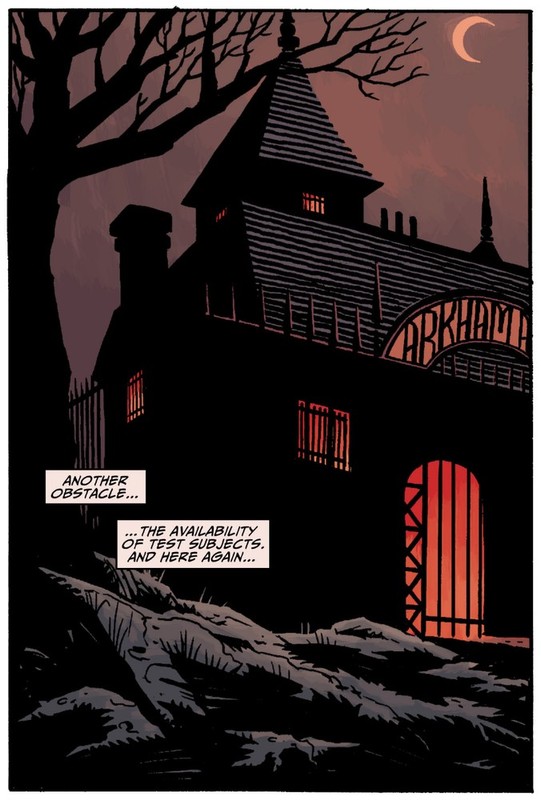 ARKHAM A
ANOTHER
OBSTACLE...
...THE AVAILABILITY
OF TEST SUBJECTS.
AND HERE AGAIN...